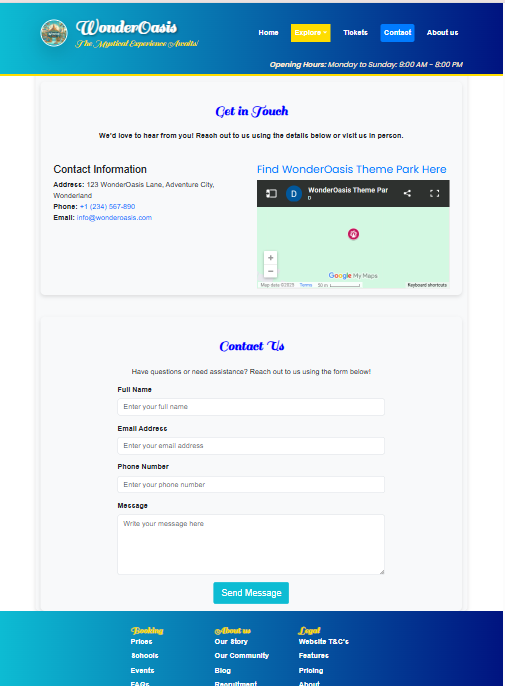 WonderOasis
The Mystical Experience Awaits!
Home
Explore
Tickets
Contact
About us
Opening Hours: Monday to Sunday: 9:00 AM – 8:00 PM
Get in Touch
We'd love to hear from you! Reach out to us using the details below or visit us in person.
Contact Information
Address: 123 WonderOasis Lane, Adventure City,
Wonderland
Phone: +1 (234) 567-890
Email: info@wonderoasis.com
Find WonderOasis Theme Park Here
D
WonderOasis Theme Par
D
+
−
Google My Maps
Map data ©2025 Terms 50 m Keyboard shortcuts
Contact Us
Have questions or need assistance? Reach out to us using the form below!
Full Name
Enter your full name
Email Address
Enter your email address
Phone Number
Enter your phone number
Message
Write your message here
Send Message
Booking
Prices
Schools
Events
FAQs
About us
Our Story
Our Community
Blog
Recruitment
Legal
Website T&C's
Features
Pricing
About